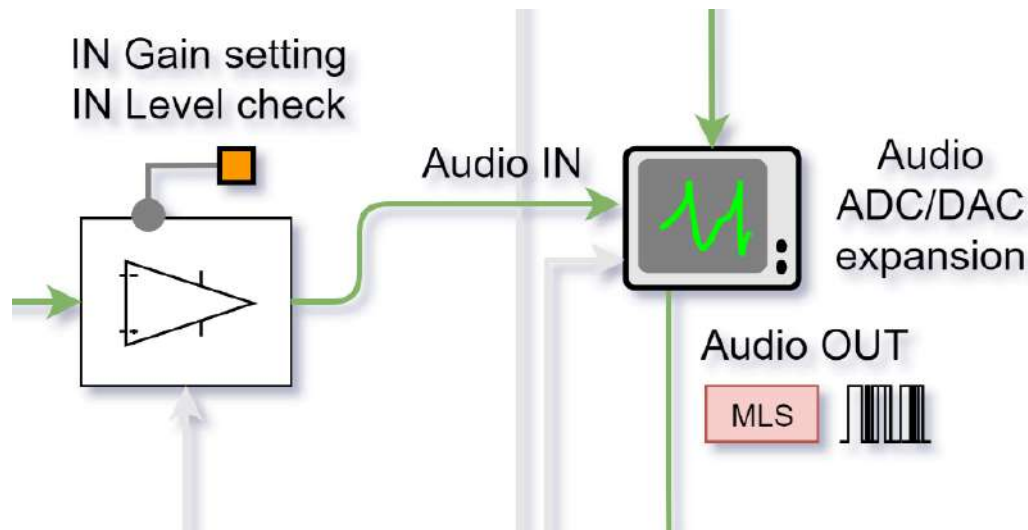 IN Gain setting
IN Level check
Audio IN
Audio
ADC/DAC
expansion
Audio OUT
MLS